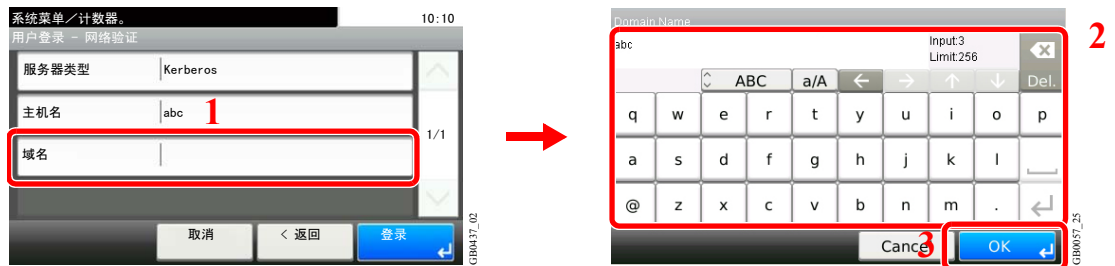 系统菜单／计数器。 10:10
用户登录 - 网络验证
服务器类型 Kerberos
主机名 abc 1
域名
1/1
取消 < 返回 登录
GB0437_02
Domain Name
abc
Input:3
Limit:256
2
ABC a/A ← → ↑ ↓ Del.
q w e r t y u i o p
a s d f g h j k l
@ z x c v b n m .
3 OK
GB0057_25